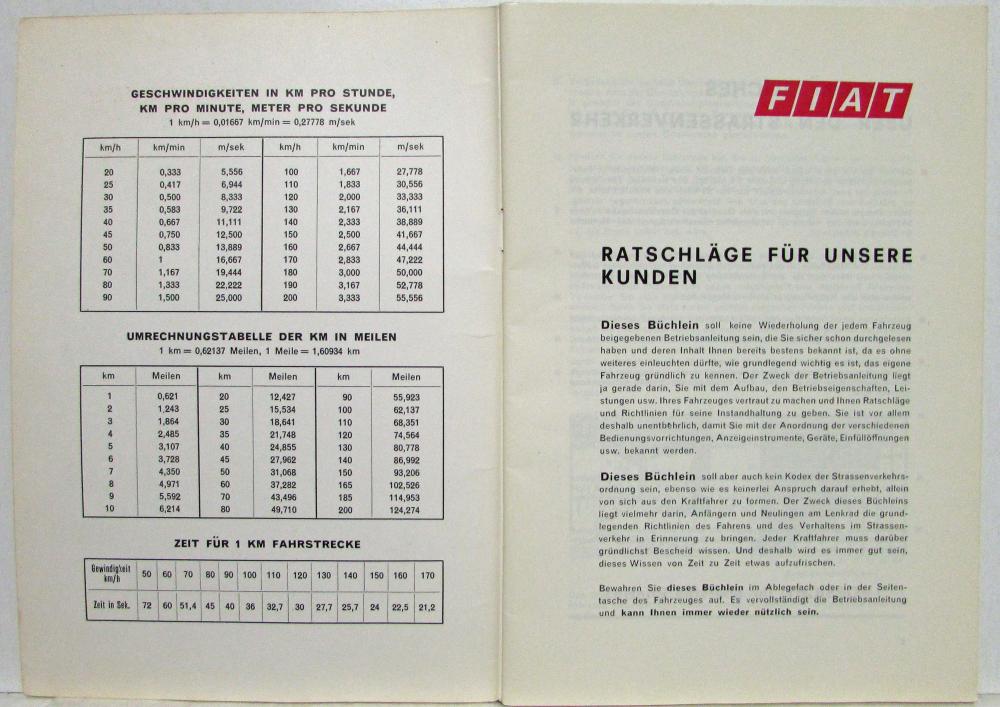 GESCHWINDIGKEITEN IN KM PRO STUNDE,
KM PRO MINUTE, METER PRO SEKUNDE
1 km/h = 0,01667 km/min = 0,27778 m/sek
km/h km/min m/sek km/h km/min m/sek
20 0,333 5,556 100 1,667 27,778
25 0,417 6,944 110 1,833 30,556
30 0,500 8,333 120 2,000 33,333
35 0,583 9,722 130 2,167 36,111
40 0,667 11,111 140 2,333 38,889
45 0,750 12,500 150 2,500 41,667
50 0,833 13,889 160 2,667 44,444
60 1 16,667 170 2,833 47,222
70 1,167 19,444 180 3,000 50,000
80 1,333 22,222 190 3,167 52,778
90 1,500 25,000 200 3,333 55,556
UMRECHNUNGSTABELLE DER KM IN MEILEN
1 km = 0,62137 Meilen, 1 Meile = 1,60934 km
km Meilen km Meilen km Meilen
1 0,621 20 12,427 90 55,923
2 1,243 25 15,534 100 62,137
3 1,864 30 18,641 110 68,351
4 2,485 35 21,748 120 74,564
5 3,107 40 24,855 130 80,778
6 3,728 45 27,962 140 86,992
7 4,350 50 31,068 150 93,206
8 4,971 60 37,282 165 102,526
9 5,592 70 43,496 185 114,953
10 6,214 80 49,710 200 124,274
ZEIT FÜR 1 KM FAHRSTRECKE
Gewindigkeit km/h 50 60 70 80 90 100 110 120 130 140 150 160 170
Zeit in Sek. 72 60 51,4 45 40 36 32,7 30 27,7 25,7 24 22,5 21,2
FIAT
RATSCHLÄGE FÜR UNSERE
KUNDEN
Dieses Büchlein soll keine Wiederholung der jedem Fahrzeug
beigegebenen Betriebsanleitung sein, die Sie sicher schon durchgelesen
haben und deren Inhalt Ihnen bereits bestens bekannt ist, da es ohne
weiteres einleuchten dürfte, wie grundlegend wichtig es ist, das eigene
Fahrzeug gründlich zu kennen. Der Zweck der Betriebsanleitung liegt
ja gerade darin, Sie mit dem Aufbau, den Betriebseigenschaften, Lei-
stungen usw. Ihres Fahrzeuges vertraut zu machen und Ihnen Ratschläge
und Richtlinien für seine Instandhaltung zu geben. Sie ist vor allem
deshalb unentbehrlich, damit Sie mit der Anordnung der verschiedenen
Bedienungsvorrichtungen, Anzeigeinstrumente, Geräte, Einfüllöffnungen
usw. bekannt werden.
Dieses Büchlein soll aber auch kein Kodex der Strassenverkehrs-
ordnung sein, ebenso wie es keinerlei Anspruch darauf erhebt, allein
von sich aus den Kraftfahrer zu formen. Der Zweck dieses Büchleins
liegt vielmehr darin, Anfängern und Neulingen am Lenkrad die grund-
legenden Richtlinien des Fahrens und des Verhaltens im Strassen-
verkehr in Erinnerung zu bringen. Jeder Kraftfahrer muss darüber
gründlichst Bescheid wissen. Und deshalb wird es immer gut sein,
dieses Wissen von Zeit zu Zeit etwas aufzufrischen.
Bewahren Sie dieses Büchlein im Ablegefach oder in der Seiten-
tasche des Fahrzeuges auf. Es vervollständigt die Betriebsanleitung
und kann Ihnen immer wieder nützlich sein.